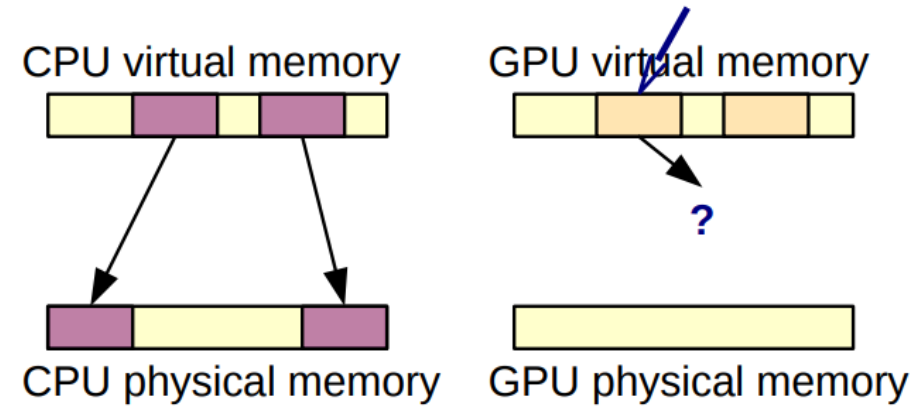 CPU virtual memory
GPU virtual memory
?
CPU physical memory
GPU physical memory